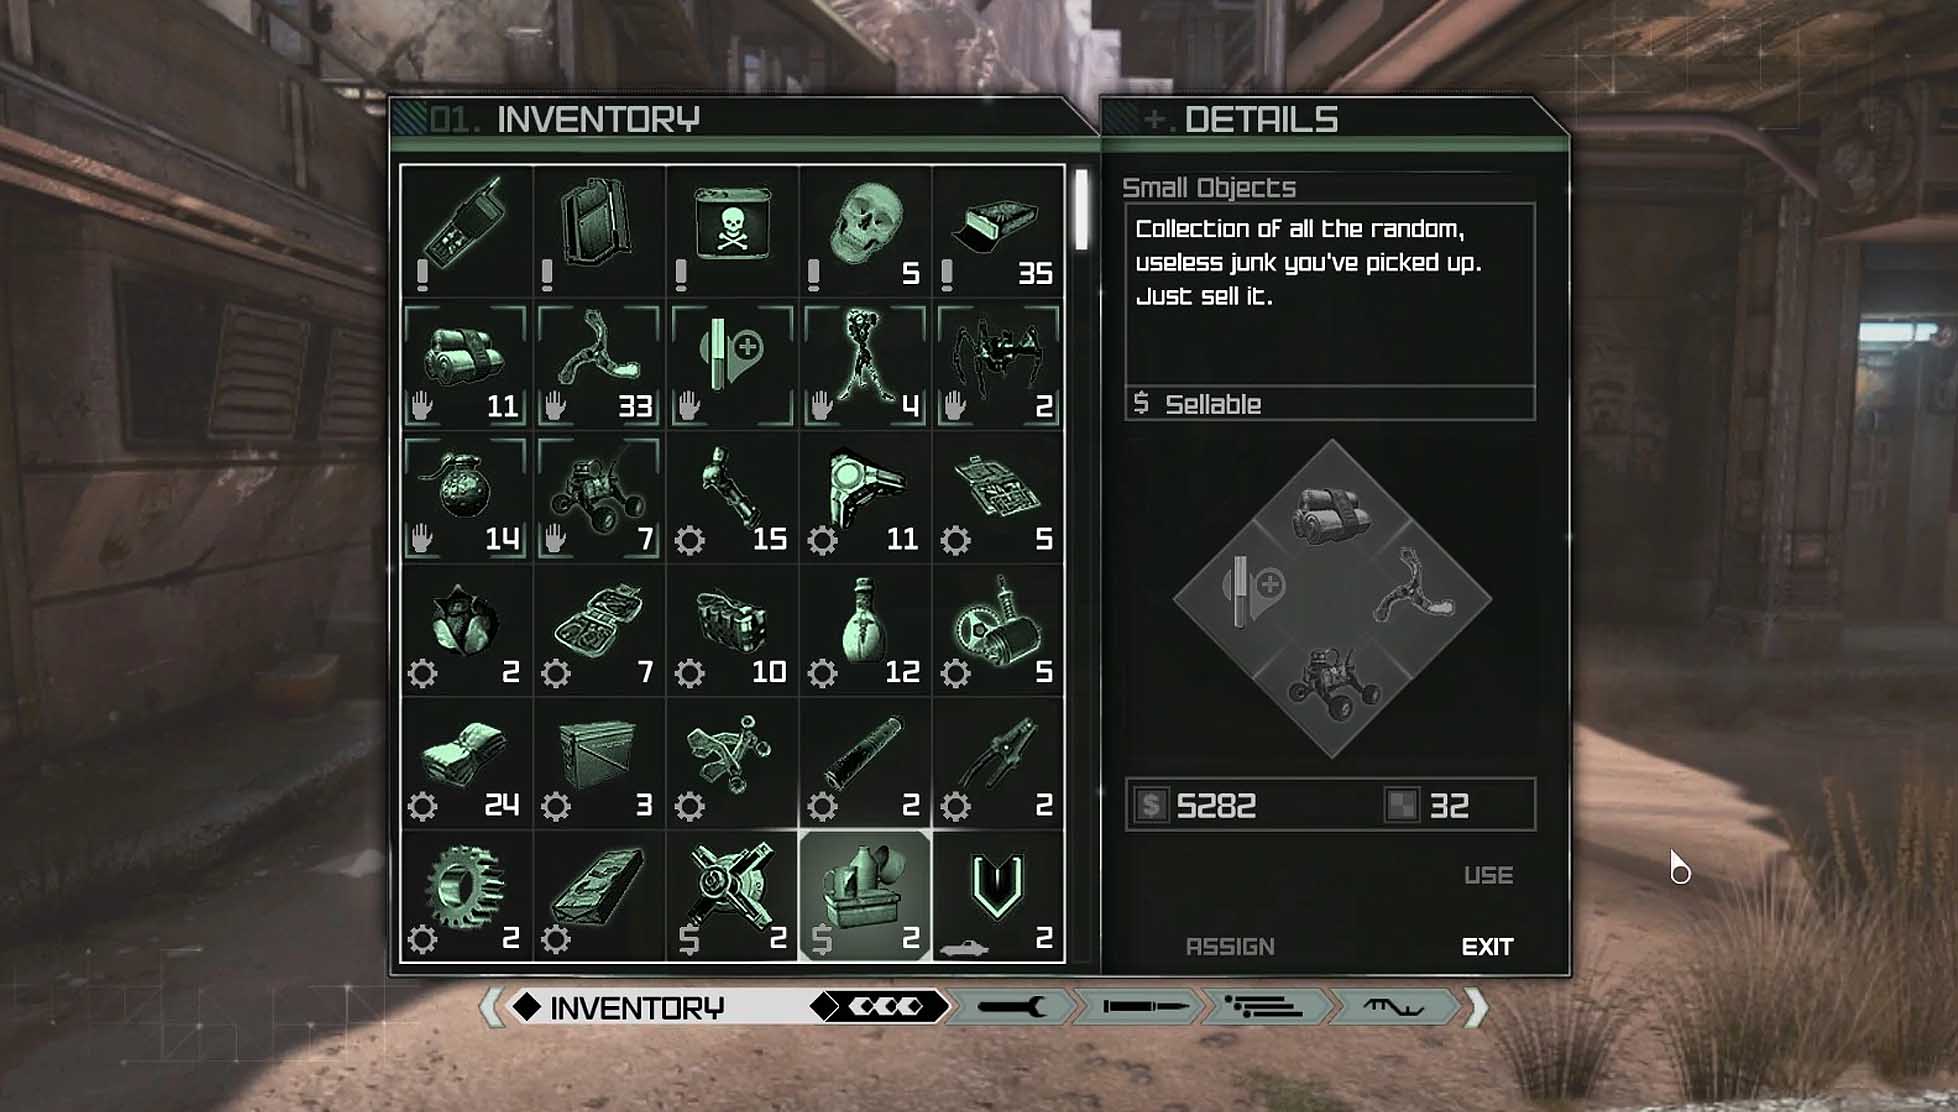 01. INVENTORY
+. DETAILS
Small Objects
Collection of all the random,
useless junk you've picked up.
Just sell it.
$ Sellable
! ! ! ! 5 ! 35
11 33 4 2
14 7 15 11 5
2 7 10 12 5
24 3 2 2
2 $ 2 $ 2 2
$ 5282 32
USE
ASSIGN EXIT
INVENTORY